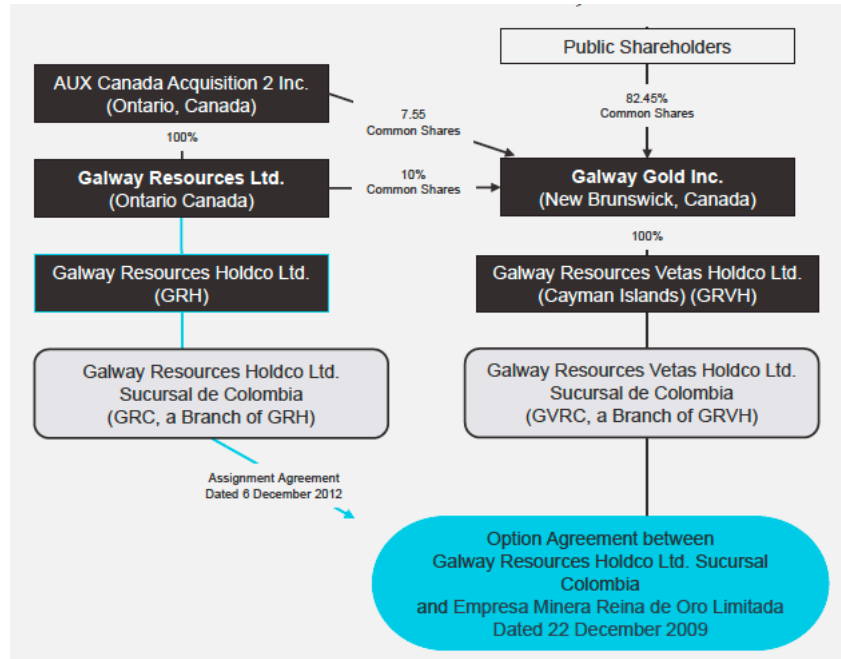 Public Shareholders
AUX Canada Acquisition 2 Inc.
(Ontario, Canada)
7.55
Common Shares
82.45%
Common Shares
100%
Galway Resources Ltd.
(Ontario Canada)
10%
Common Shares
Galway Gold Inc.
(New Brunswick, Canada)
100%
Galway Resources Holdco Ltd.
(GRH)
Galway Resources Vetas Holdco Ltd.
(Cayman Islands) (GRVH)
Galway Resources Holdco Ltd.
Sucursal de Colombia
(GRC, a Branch of GRH)
Galway Resources Vetas Holdco Ltd.
Sucursal de Colombia
(GVRC, a Branch of GRVH)
Assignment Agreement
Dated 6 December 2012
Option Agreement between
Galway Resources Holdco Ltd. Sucursal
Colombia
and Empresa Minera Reina de Oro Limitada
Dated 22 December 2009